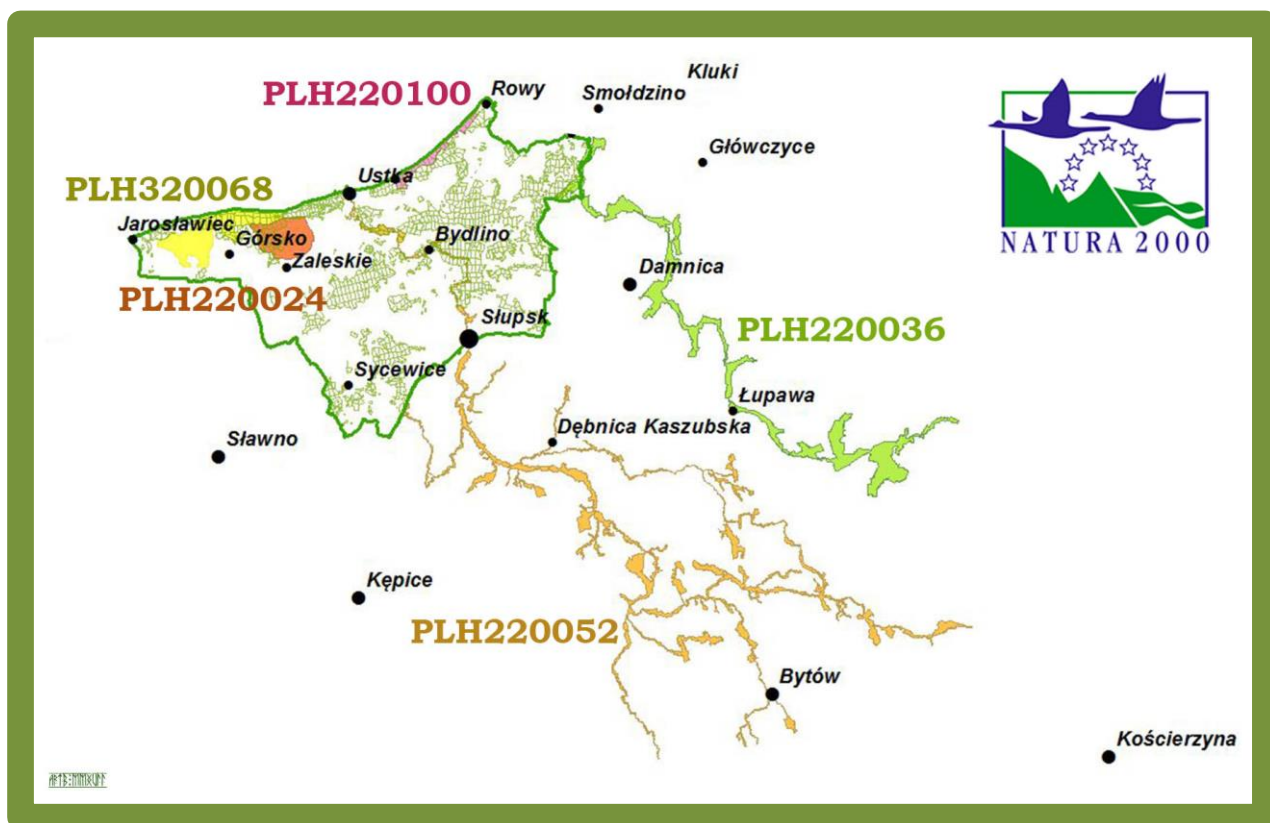 Kluki
PLH220100
Rowy
Smołdzino
Główczyce
Ustka
PLH320068
Jarosławiec
Górsko
Bydlino
NATURA 2000
Zaleskie
Damnica
PLH220024
Słupsk
PLH220036
Sycewice
Łupawa
Dębnica Kaszubska
Sławno
Kępice
PLH220052
Bytów
Kościerzyna